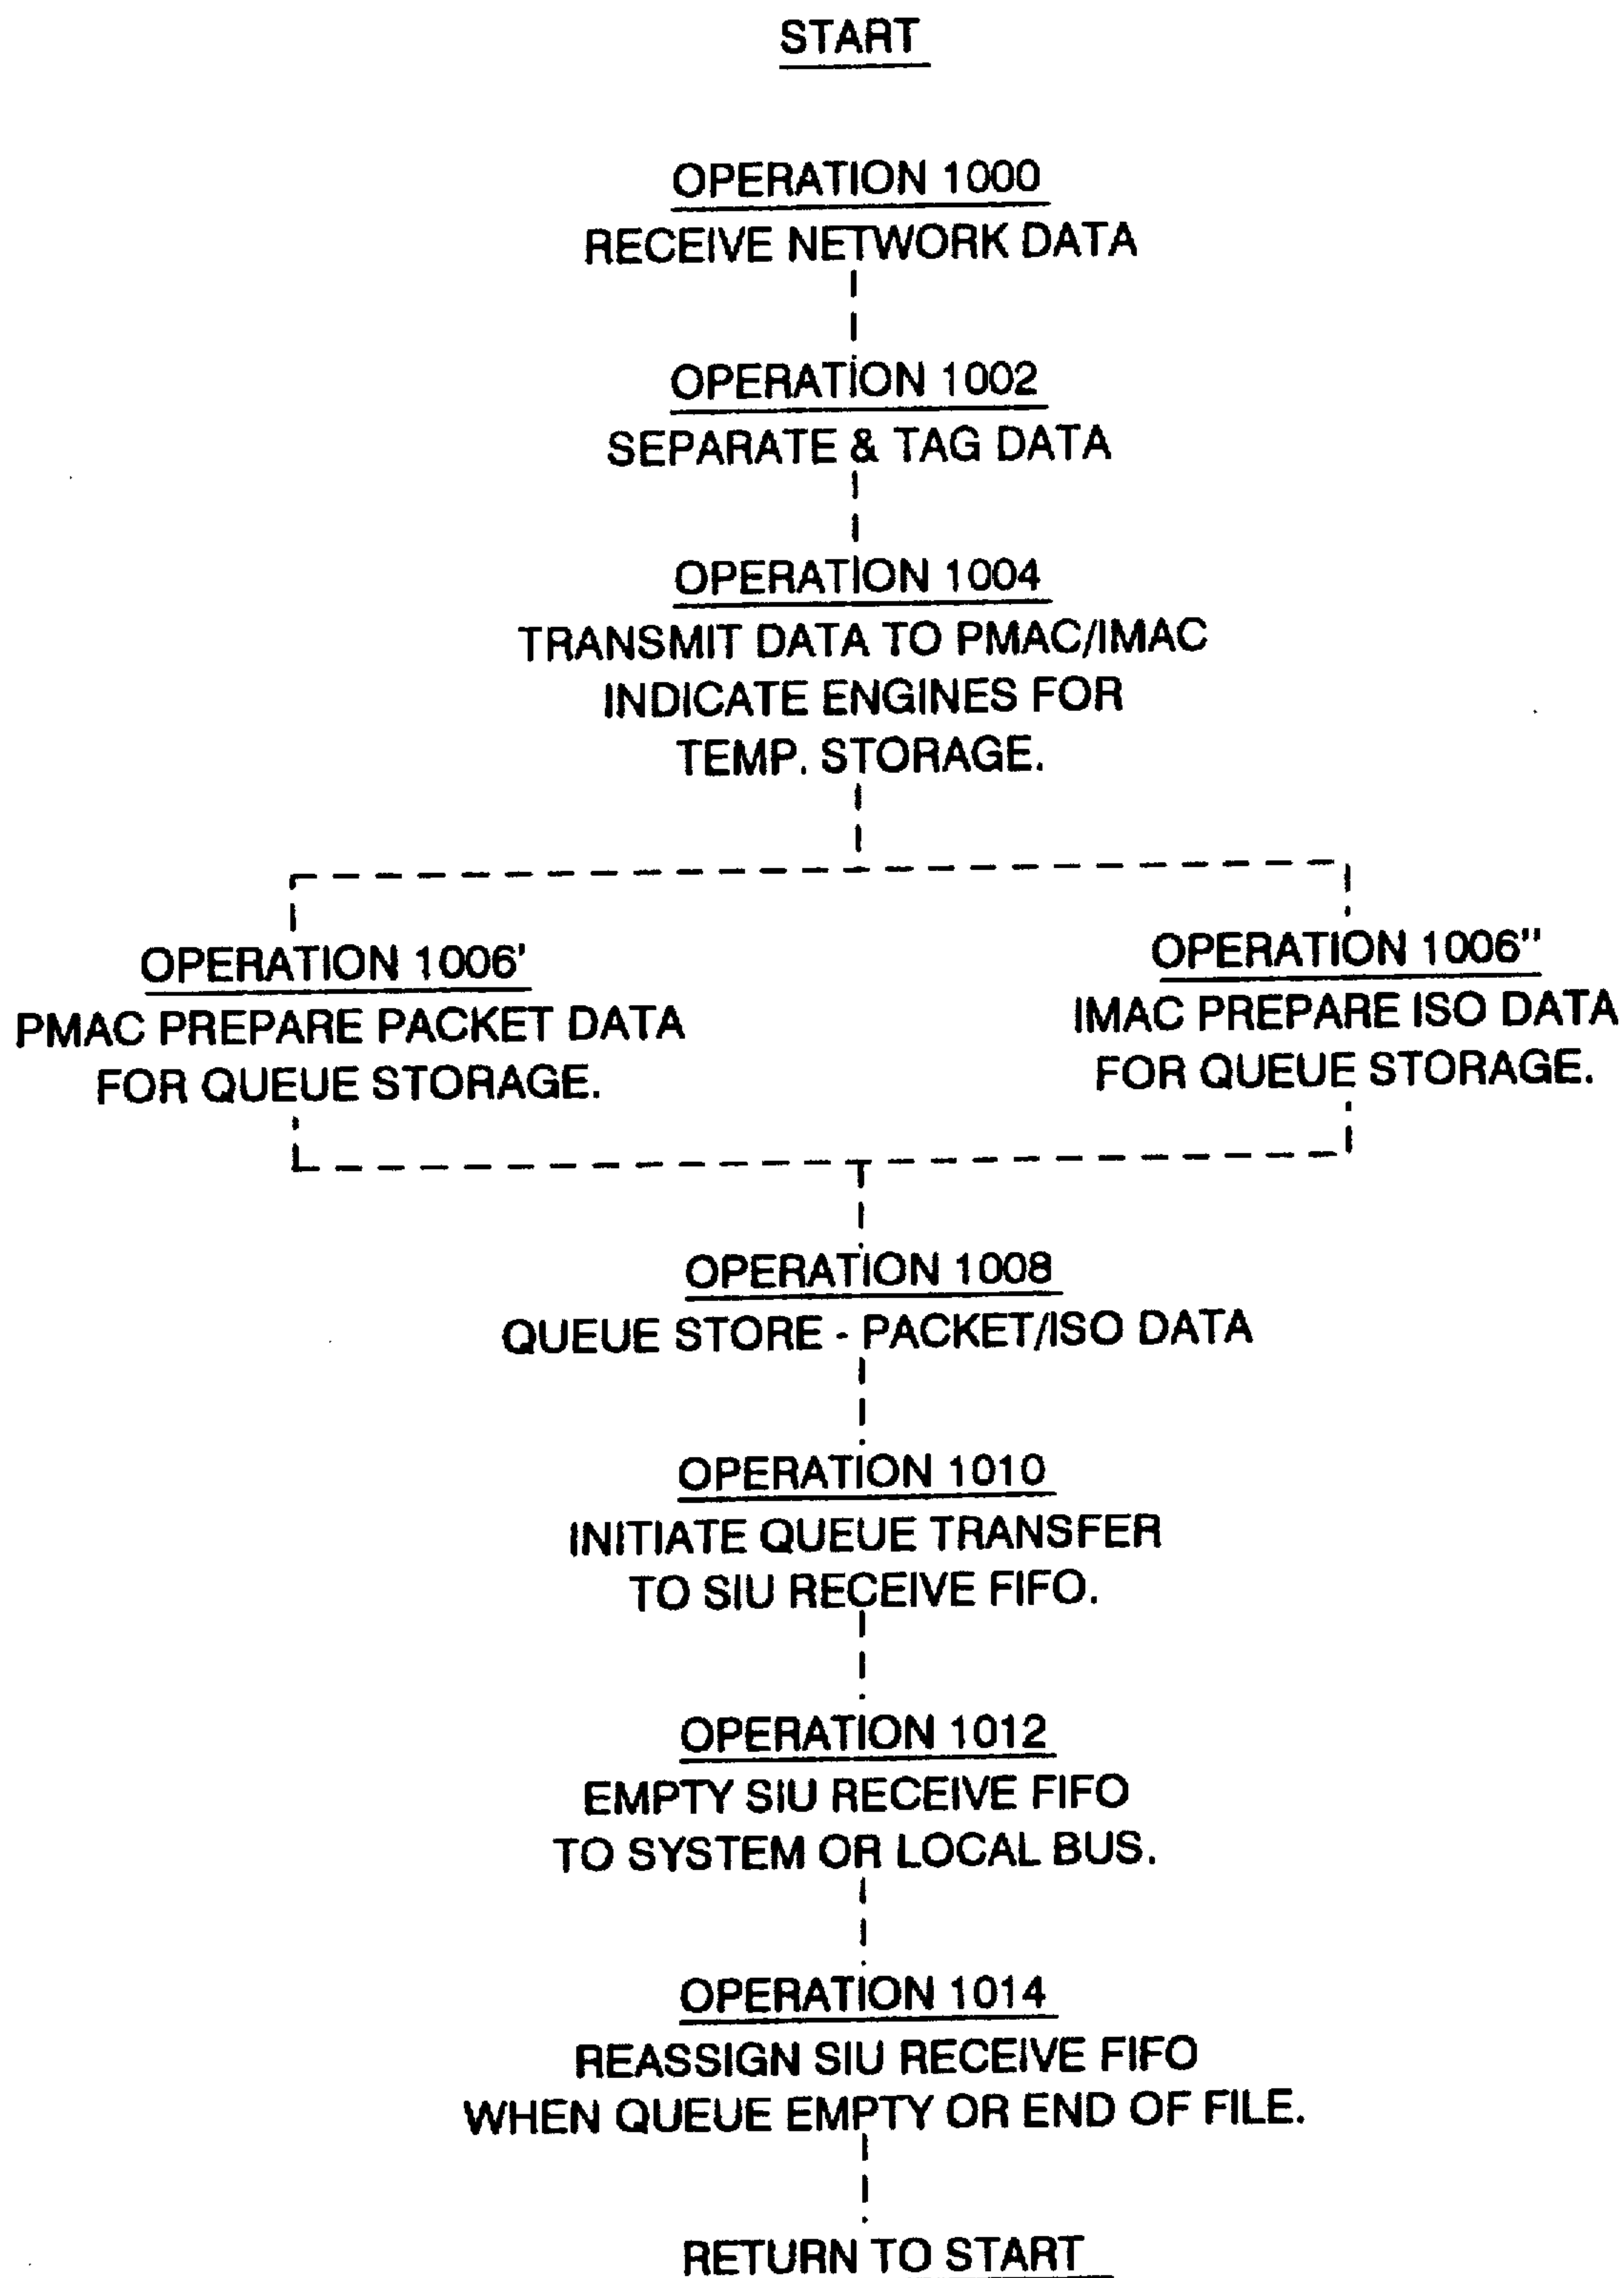 START
OPERATION 1000
RECEIVE NETWORK DATA
OPERATION 1002
SEPARATE & TAG DATA
OPERATION 1004
TRANSMIT DATA TO PMAC/IMAC
INDICATE ENGINES FOR
TEMP. STORAGE.
OPERATION 1006'
PMAC PREPARE PACKET DATA
FOR QUEUE STORAGE.
OPERATION 1006"
IMAC PREPARE ISO DATA
FOR QUEUE STORAGE.
OPERATION 1008
QUEUE STORE - PACKET/ISO DATA
OPERATION 1010
INITIATE QUEUE TRANSFER
TO SIU RECEIVE FIFO.
OPERATION 1012
EMPTY SIU RECEIVE FIFO
TO SYSTEM OR LOCAL BUS.
OPERATION 1014
REASSIGN SIU RECEIVE FIFO
WHEN QUEUE EMPTY OR END OF FILE.
RETURN TO START